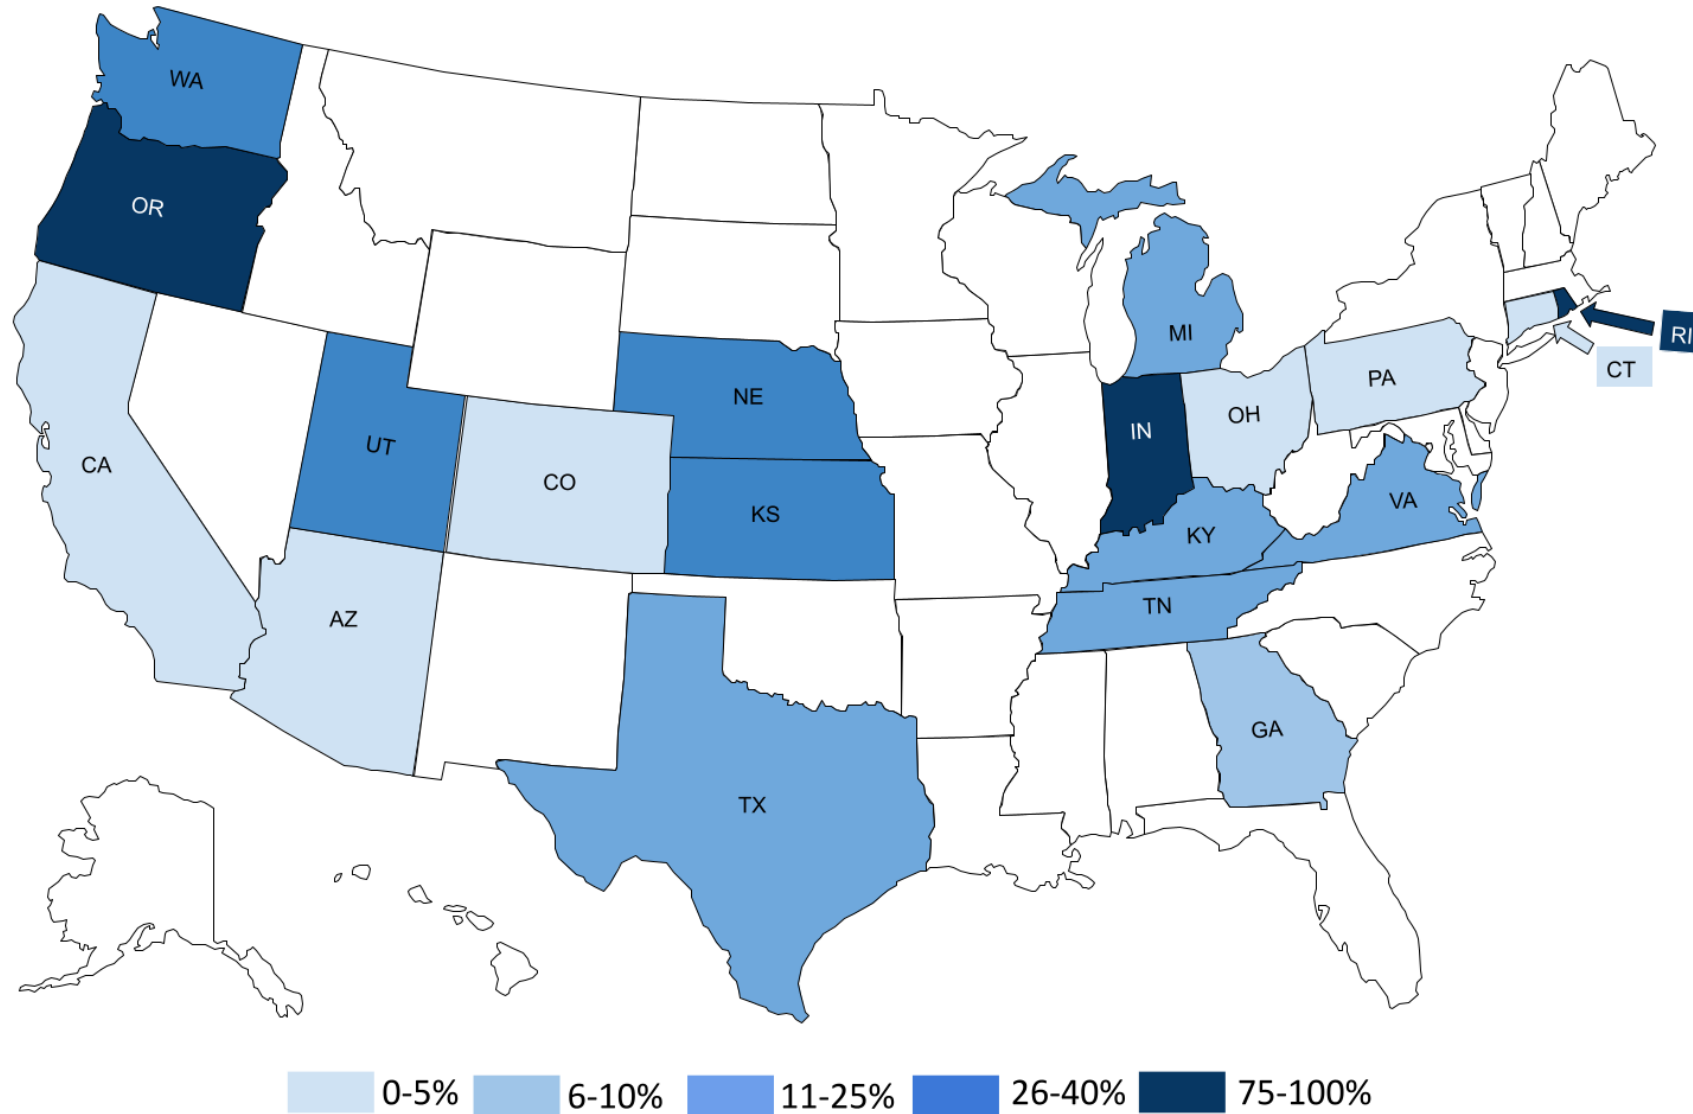 WA
OR
MI
RI
CT
PA
NE
OH
IN
UT
CA
CO
VA
KS
KY
TN
AZ
GA
TX
0-5%
6-10%
11-25%
26-40%
75-100%